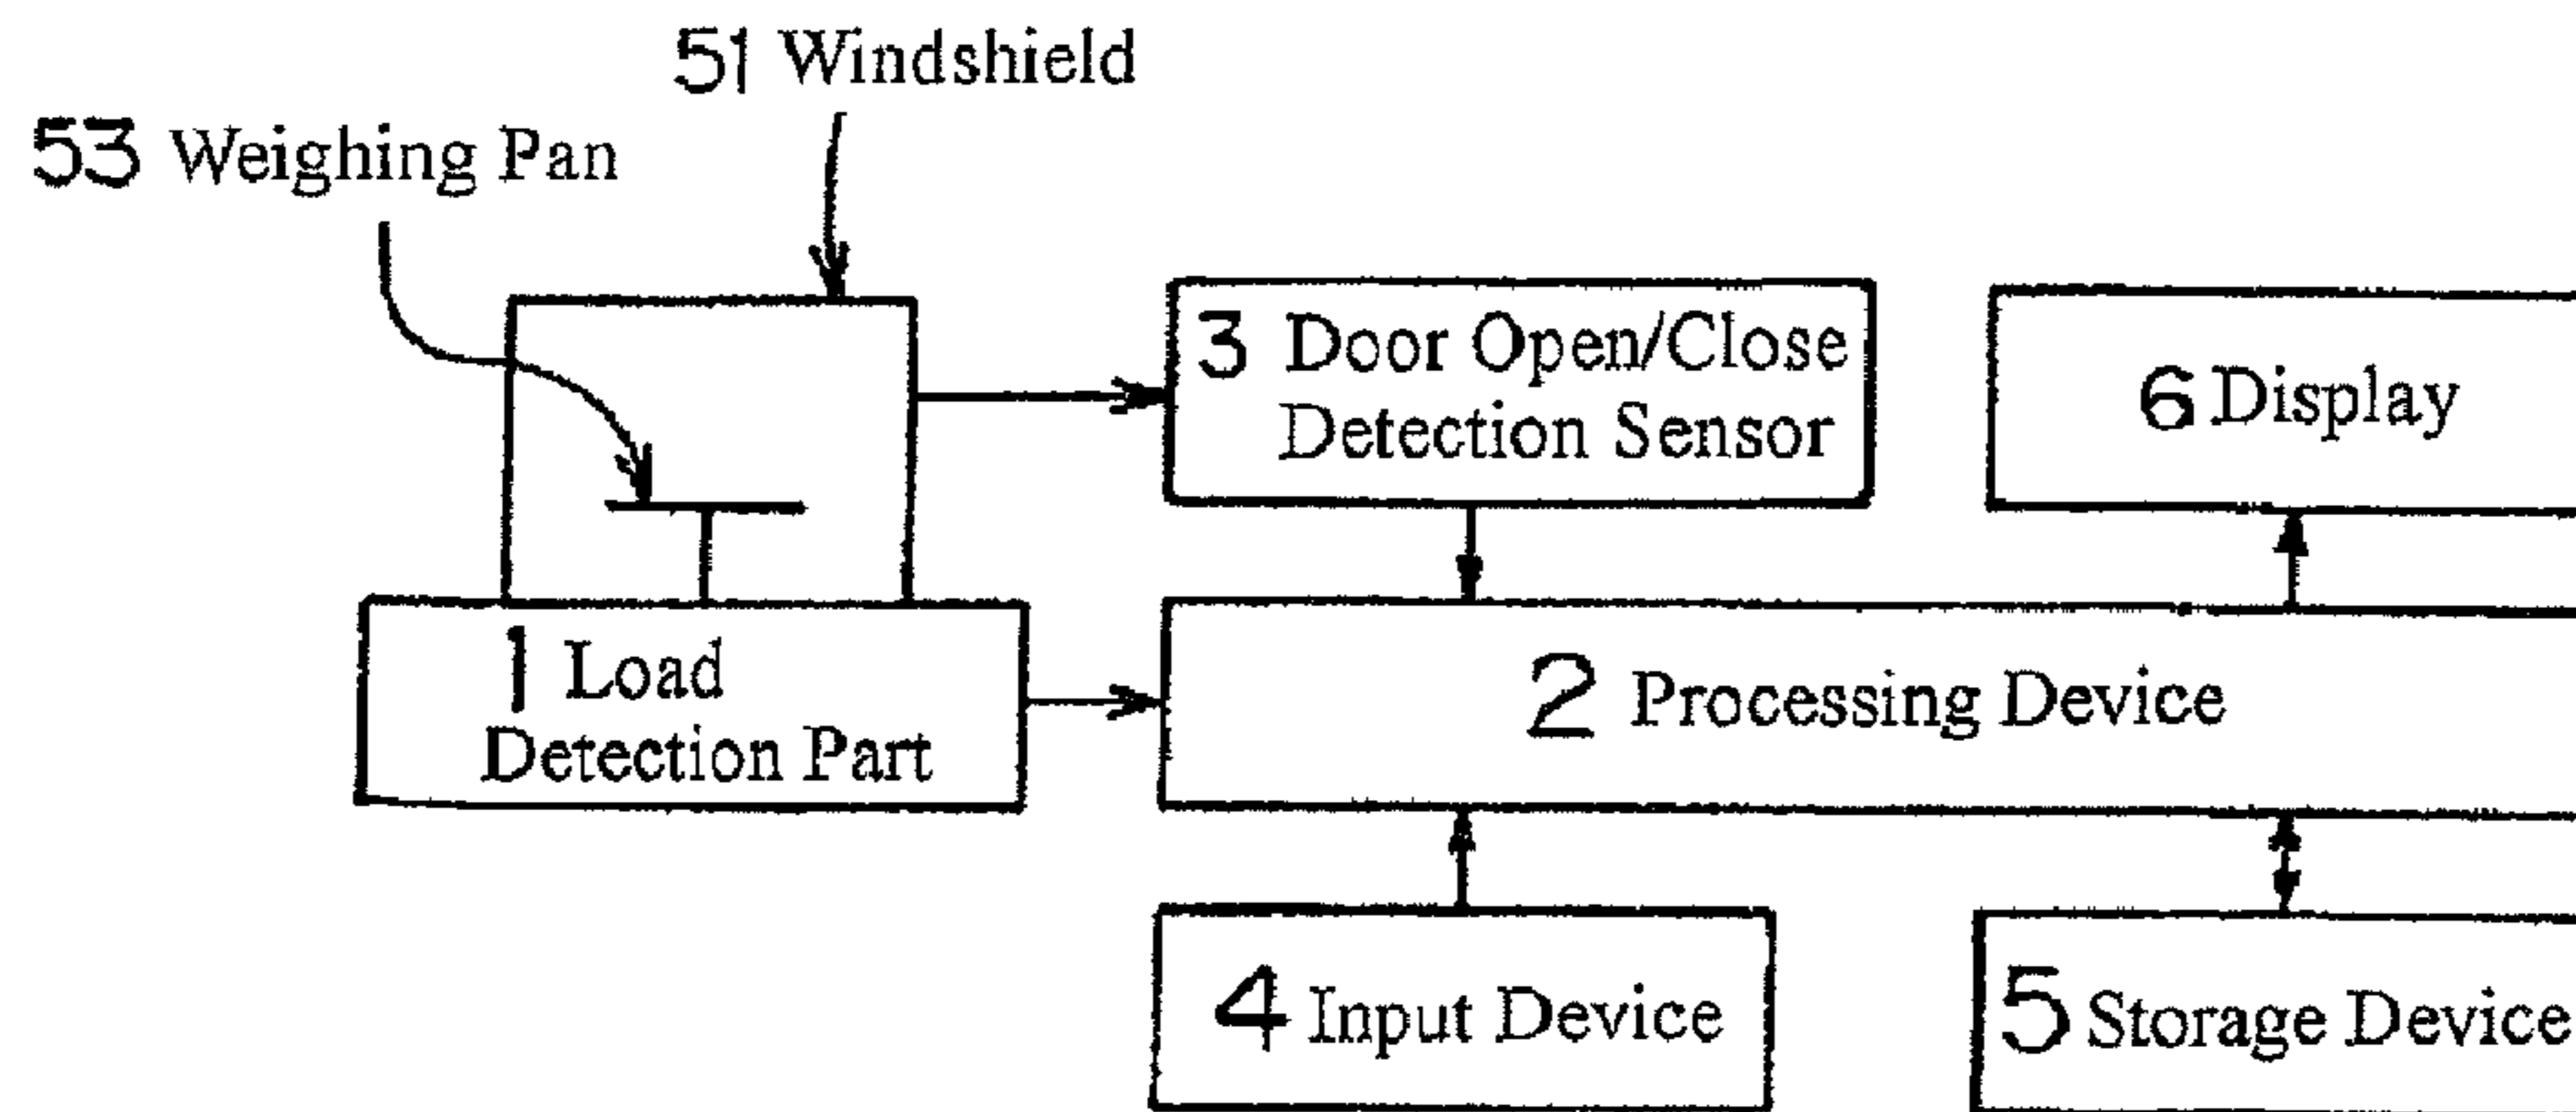 51 Windshield
53 Weighing Pan
3 Door Open/Close
Detection Sensor
6 Display
1 Load
Detection Part
2 Processing Device
4 Input Device
5 Storage Device